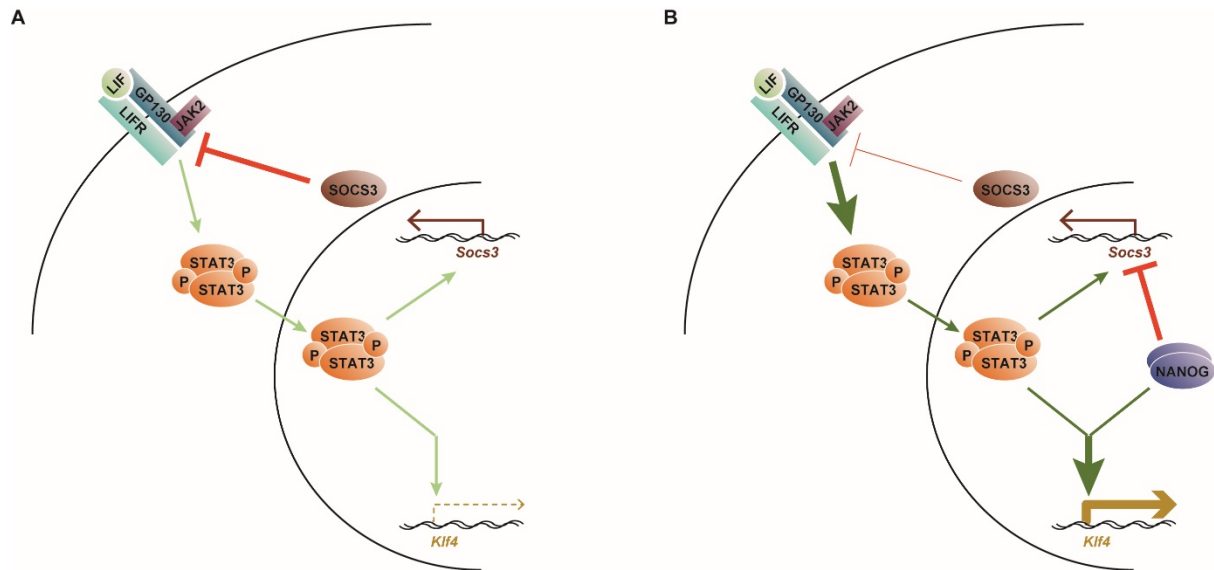 A
LIF
GP130
JAK2
LIFR
SOCS3
Socs3
STAT3
P
P
STAT3
STAT3
P
P
STAT3
Klf4
B
LIF
GP130
JAK2
LIFR
SOCS3
Socs3
STAT3
P
P
STAT3
STAT3
P
P
STAT3
NANOG
Klf4